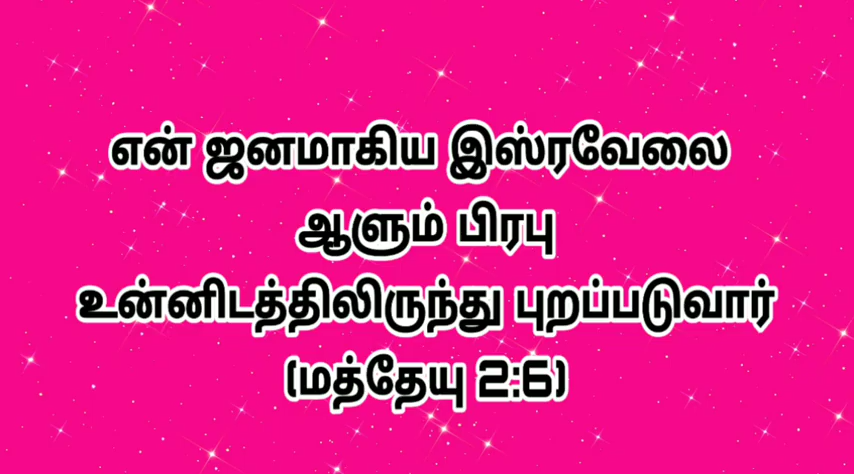 என் ஜனமாகிய இஸ்ரவேலை
ஆளும் பிரபு
உன்னிடத்திலிருந்து புறப்படுவார்
(மத்தேயு 2:6)